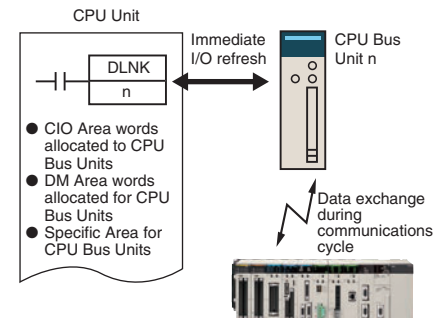 CPU Unit
Immediate
I/O refresh
CPU Bus
Unit n
DLNK
n
● CIO Area words
allocated to CPU
Bus Units
● DM Area words
allocated for CPU
Bus Units
● Specific Area for
CPU Bus Units
Data exchange
during
communications
cycle